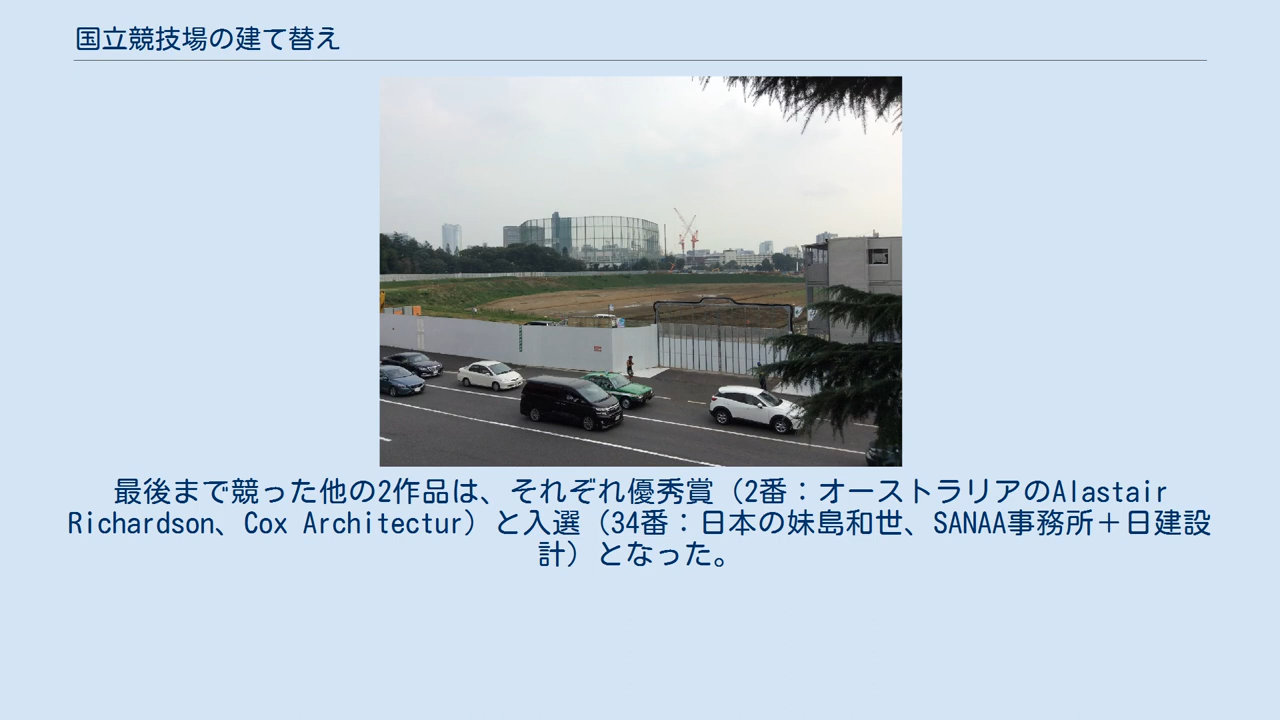 国立競技場の建て替え
最後まで競った他の2作品は、それぞれ優秀賞（2番：オーストラリアのAlastair
Richardson、Cox Architectur）と入選（34番：日本の妹島和世、SANAA事務所＋日建設
計）となった。